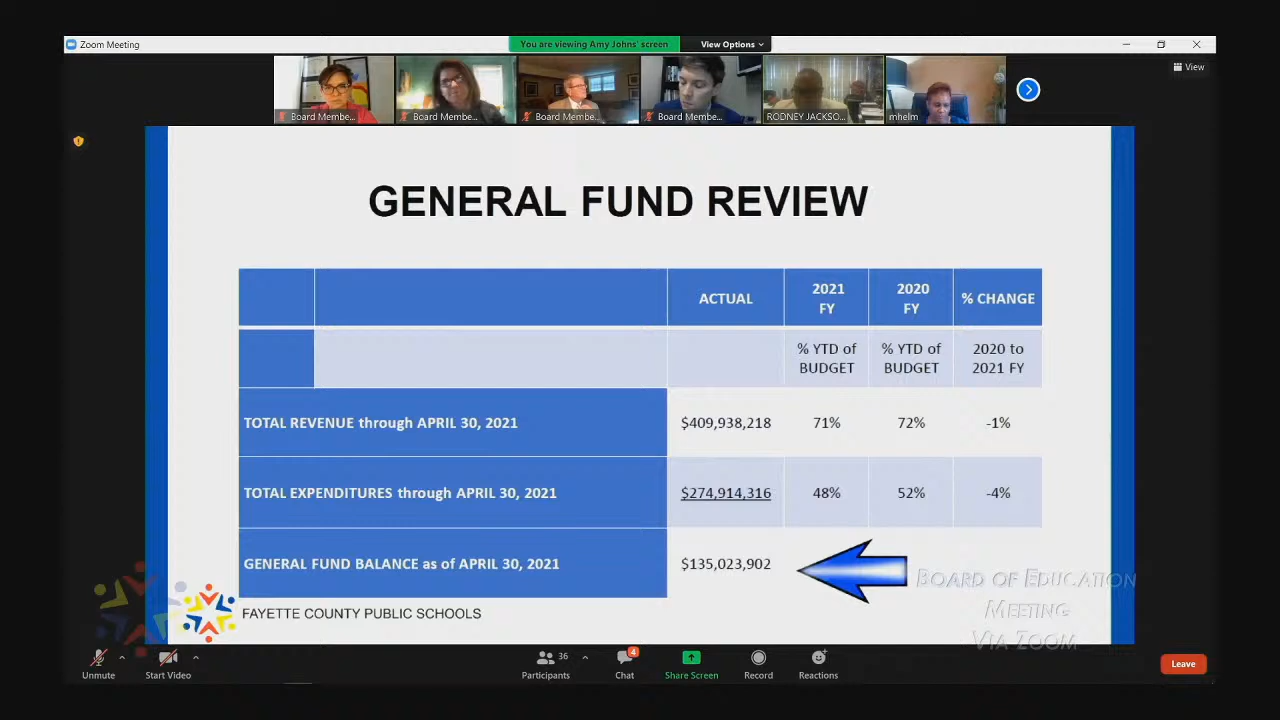 Zoom Meeting
You are viewing Amy Johns' screen
View Options
View
Board Membe...
Board Membe...
Board Membe...
Board Membe...
RODNEY JACKSO...
mhelm
GENERAL FUND REVIEW
ACTUAL
2021
FY
2020
FY
% CHANGE
% YTD of
BUDGET
% YTD of
BUDGET
2020 to
2021 FY
TOTAL REVENUE through APRIL 30, 2021
$409,938,218
71%
72%
-1%
TOTAL EXPENDITURES through APRIL 30, 2021
$274,914,316
48%
52%
-4%
GENERAL FUND BALANCE as of APRIL 30, 2021
$135,023,902
FAYETTE COUNTY PUBLIC SCHOOLS
BOARD OF EDUCATION
MEETING
VIA ZOOM
Unmute
Start Video
36
Participants
4
Chat
Share Screen
Record
Reactions
Leave